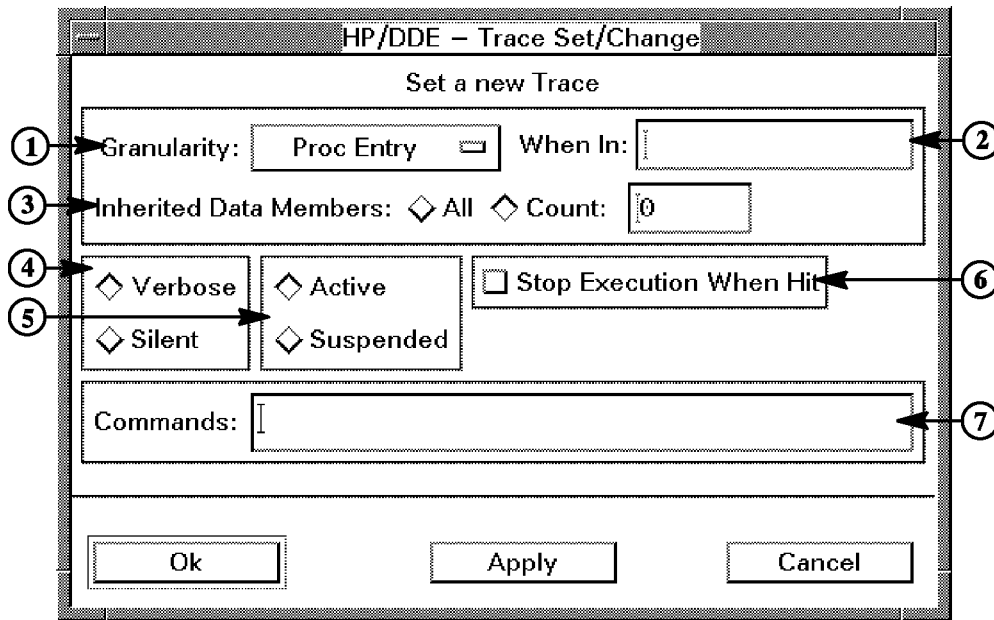 HP/DDE – Trace Set/Change
Set a new Trace
1 Granularity: Proc Entry When In: 2
3 Inherited Data Members: All Count: 0
4 Verbose Active Stop Execution When Hit 6
5 Silent Suspended
Commands: 7
Ok Apply Cancel